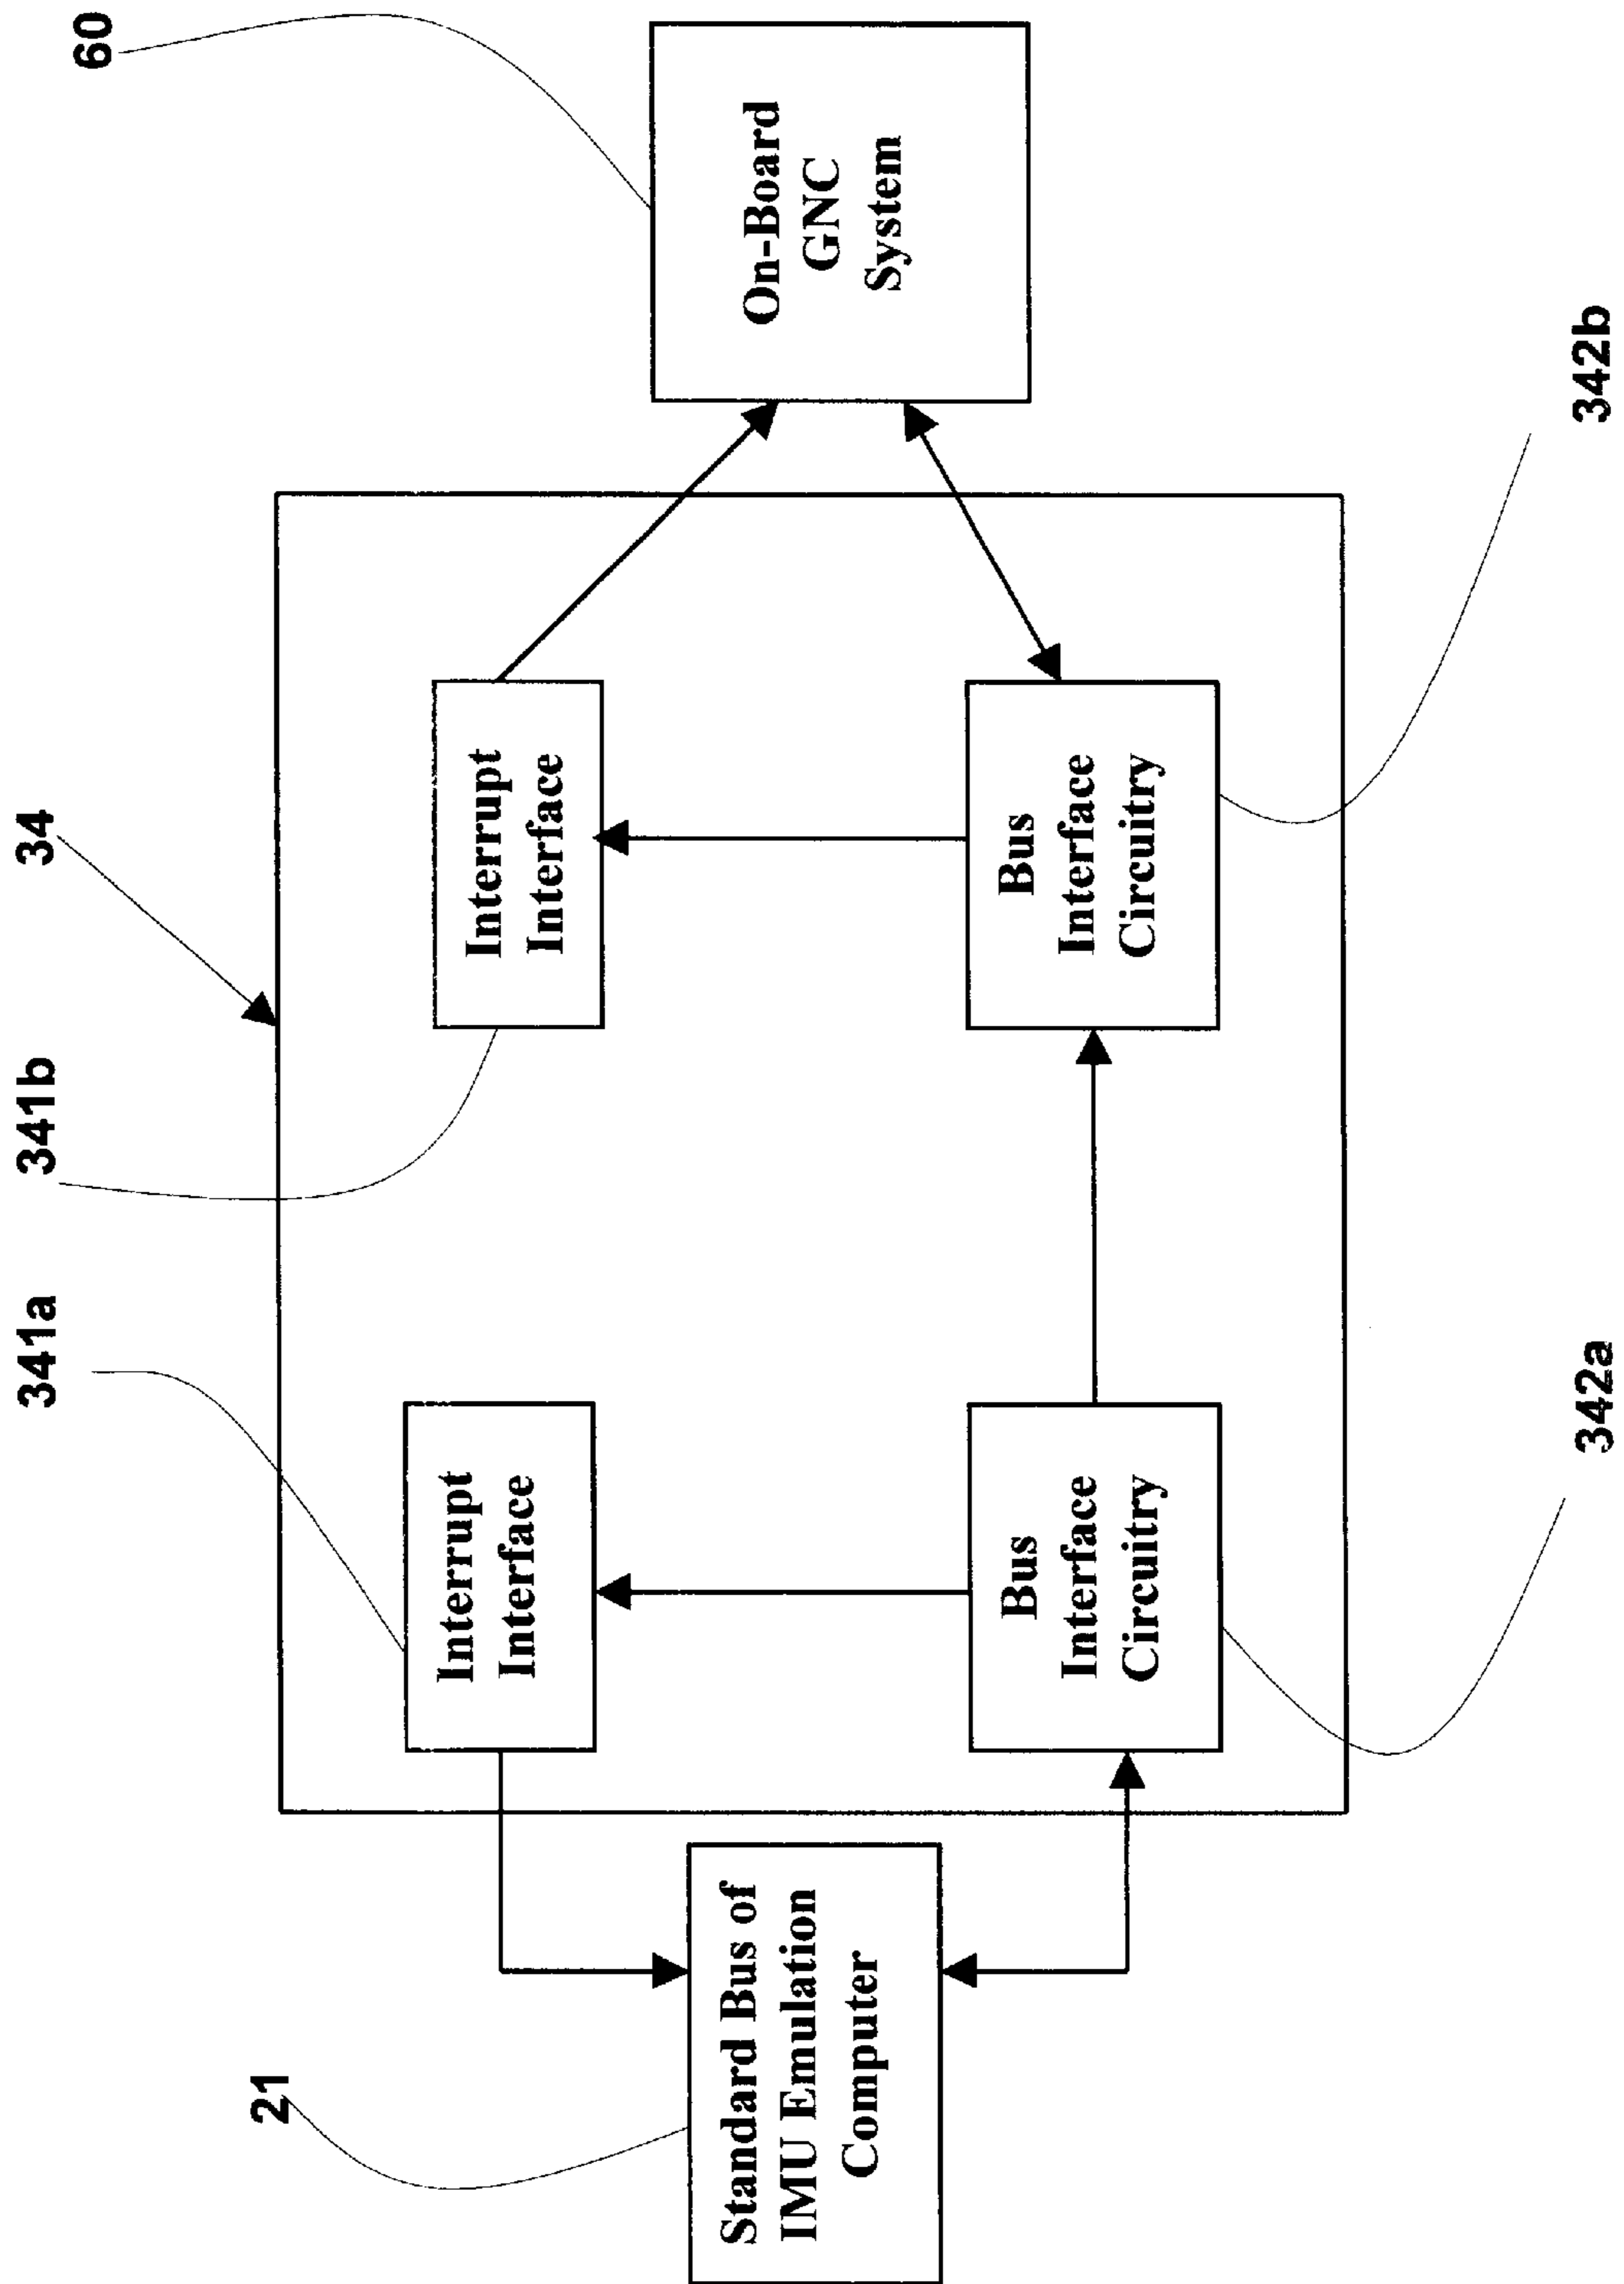 34
60
341a
341b
21
Interrupt
Interface
Interrupt
Interface
Standard Bus of
IMU Emulation
Computer
On-Board
GNC
System
Bus
Interface
Circuitry
Bus
Interface
Circuitry
342a
342b